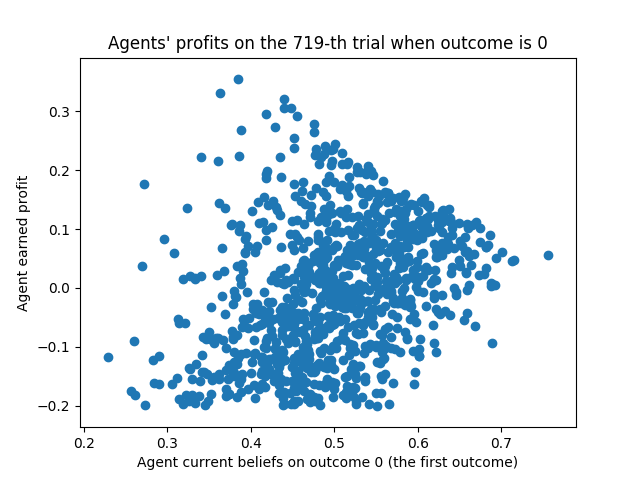 Agents' profits on the 719-th trial when outcome is 0
0.3
0.2
0.1
0.0
−0.1
−0.2
Agent earned profit
0.2 0.3 0.4 0.5 0.6 0.7
Agent current beliefs on outcome 0 (the first outcome)